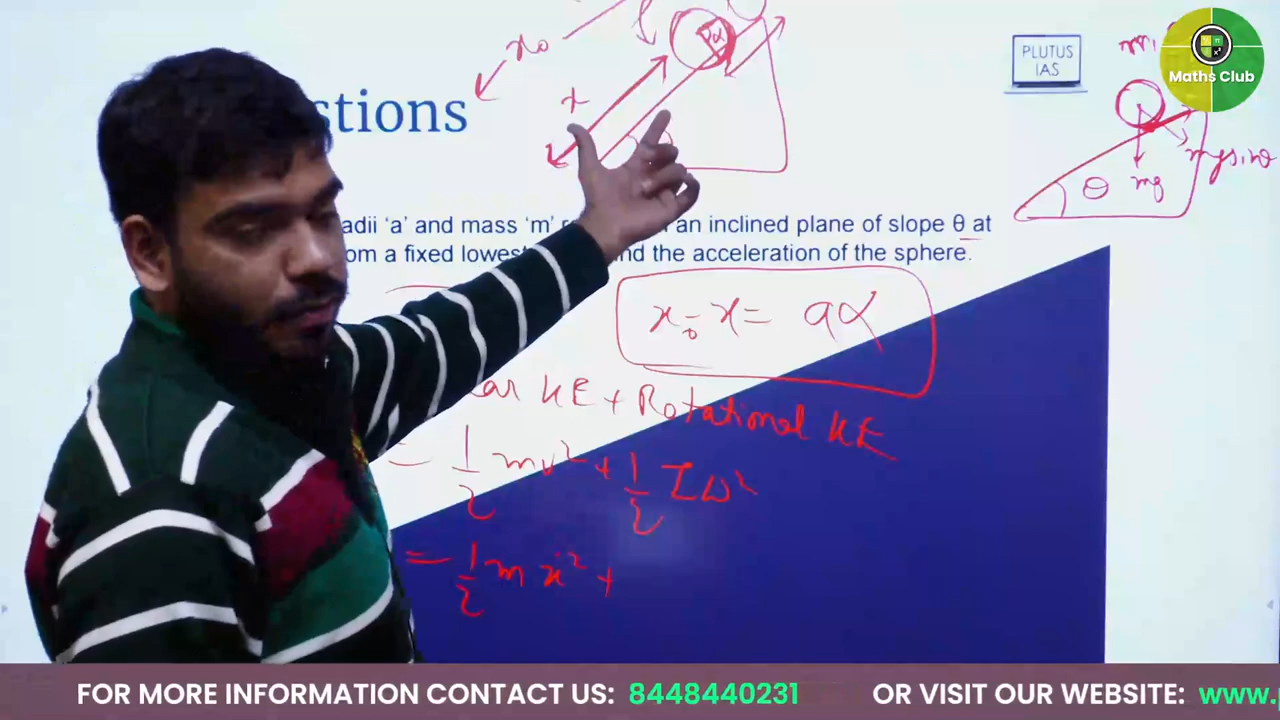 x₀
x
α
PLUTUS
IAS
Maths Club
θ
mg
mg sinθ
stions
adii 'a' and mass 'm' an inclined plane of slope θ at
om a fixed lowest nd the acceleration of the sphere.
x₀ - x = aα
ar KE + Rotational KE
= 1/2 mv² + 1/2 Iω²
= 1/2 mẋ² +
FOR MORE INFORMATION CONTACT US: 8448440231 OR VISIT OUR WEBSITE: www.